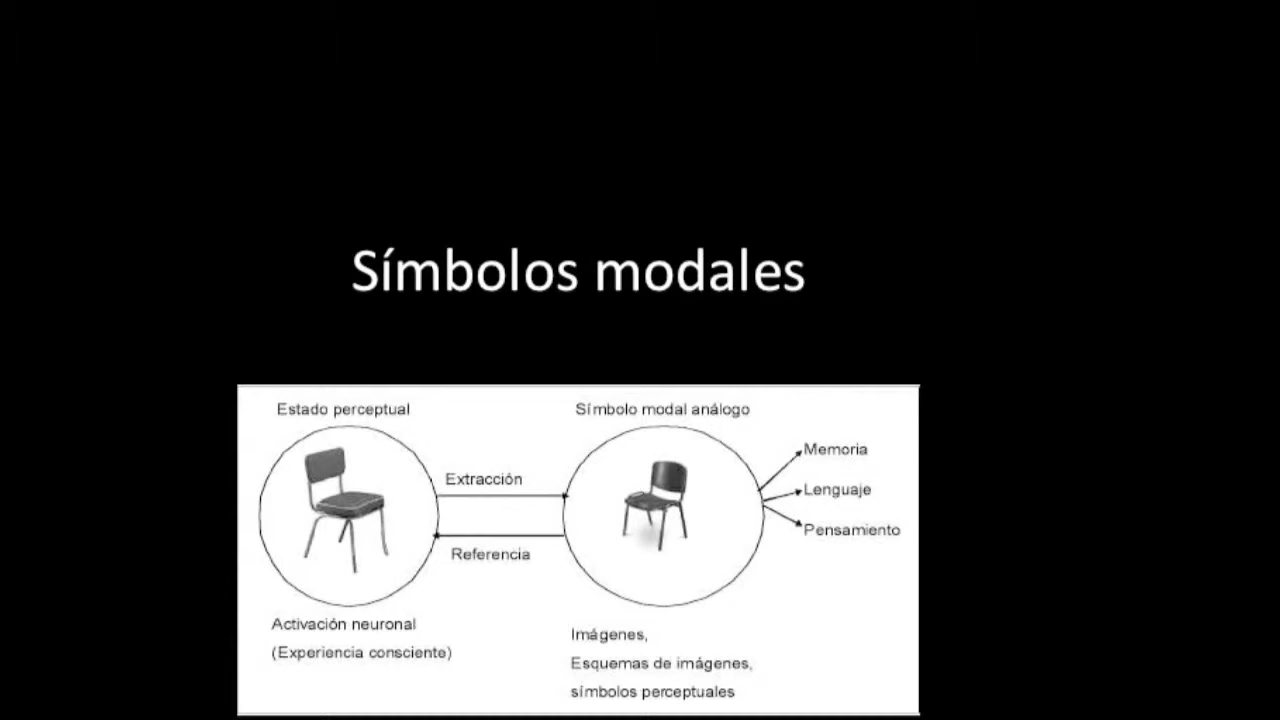 Símbolos modales
Estado perceptual
Símbolo modal análogo
Memoria
Extracción
Lenguaje
Pensamiento
Referencia
Activación neuronal
(Experiencia consciente)
Imágenes,
Esquemas de imágenes,
símbolos perceptuales